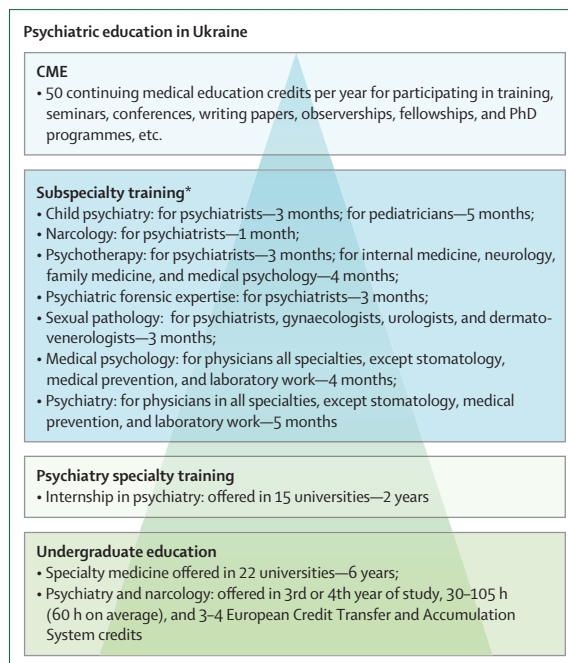 Psychiatric education in Ukraine
CME
• 50 continuing medical education credits per year for participating in training,
seminars, conferences, writing papers, observerships, fellowships, and PhD
programmes, etc.
Subspecialty training*
• Child psychiatry: for psychiatrists—3 months; for pediatricians—5 months;
• Narcology: for psychiatrists—1 month;
• Psychotherapy: for psychiatrists—3 months; for internal medicine, neurology,
family medicine, and medical psychology—4 months;
• Psychiatric forensic expertise: for psychiatrists—3 months;
• Sexual pathology: for psychiatrists, gynaecologists, urologists, and dermato-
venerologists—3 months;
• Medical psychology: for physicians all specialties, except stomatology,
medical prevention, and laboratory work—4 months;
• Psychiatry: for physicians in all specialties, except stomatology, medical
prevention, and laboratory work—5 months
Psychiatry specialty training
• Internship in psychiatry: offered in 15 universities—2 years
Undergraduate education
• Specialty medicine offered in 22 universities—6 years;
• Psychiatry and narcology: offered in 3rd or 4th year of study, 30–105 h
(60 h on average), and 3–4 European Credit Transfer and Accumulation
System credits